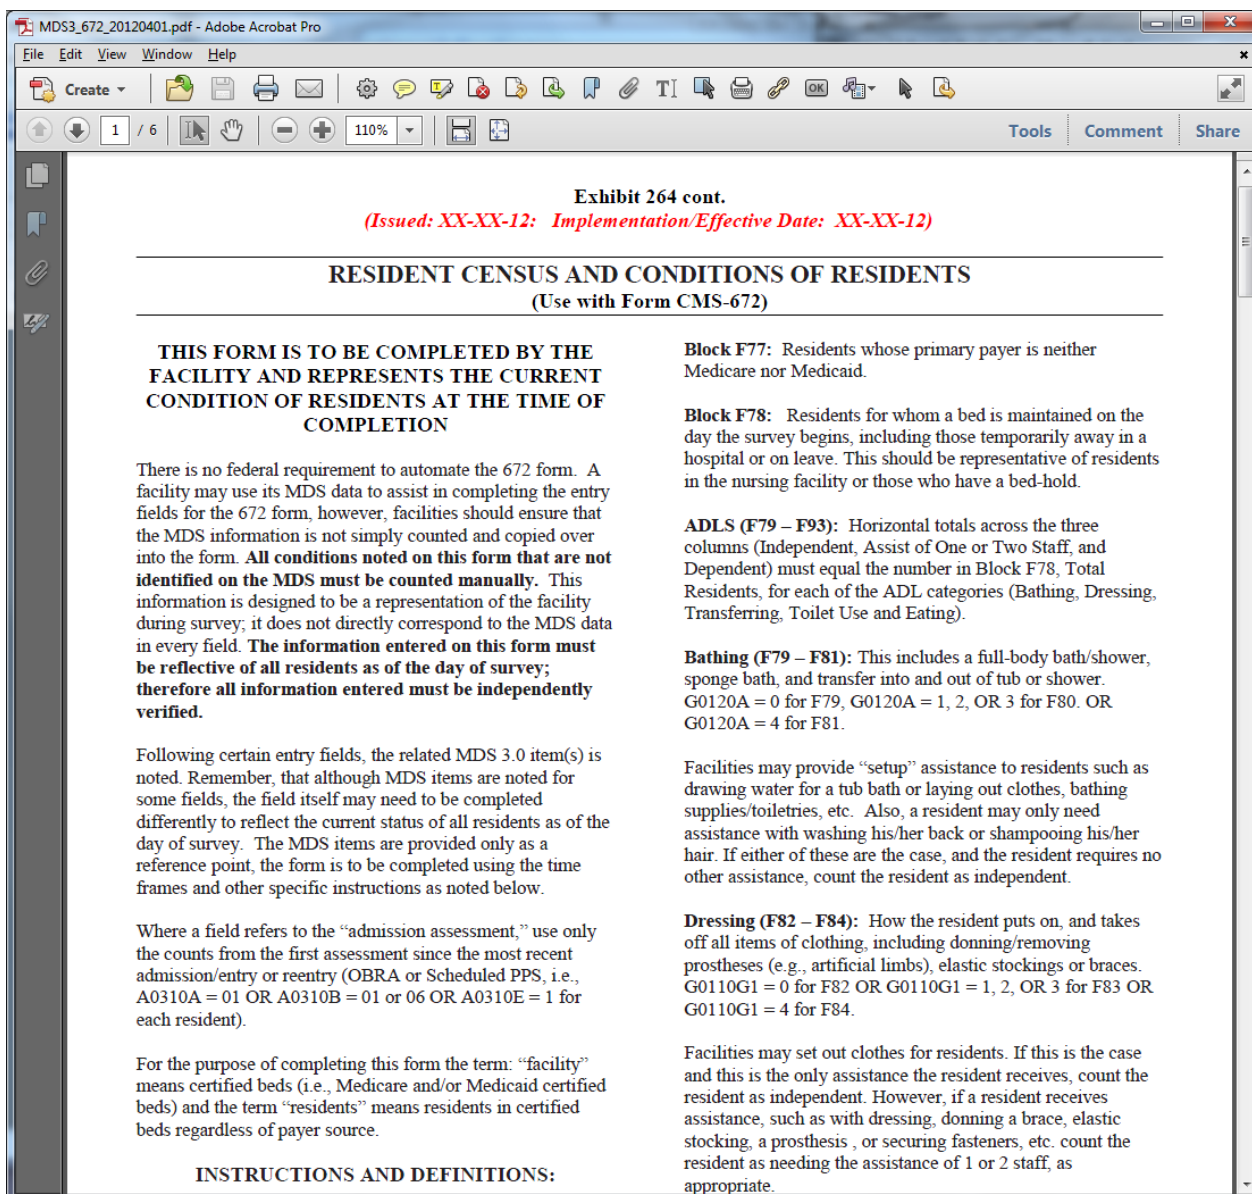 MDS3_672_20120401.pdf - Adobe Acrobat Pro
File Edit View Window Help
Create
1 / 6
110%
Tools Comment Share
Exhibit 264 cont.
(Issued: XX-XX-12: Implementation/Effective Date: XX-XX-12)
RESIDENT CENSUS AND CONDITIONS OF RESIDENTS
(Use with Form CMS-672)
THIS FORM IS TO BE COMPLETED BY THE
FACILITY AND REPRESENTS THE CURRENT
CONDITION OF RESIDENTS AT THE TIME OF
COMPLETION
There is no federal requirement to automate the 672 form. A
facility may use its MDS data to assist in completing the entry
fields for the 672 form, however, facilities should ensure that
the MDS information is not simply counted and copied over
into the form. All conditions noted on this form that are not
identified on the MDS must be counted manually. This
information is designed to be a representation of the facility
during survey; it does not directly correspond to the MDS data
in every field. The information entered on this form must
be reflective of all residents as of the day of survey;
therefore all information entered must be independently
verified.
Following certain entry fields, the related MDS 3.0 item(s) is
noted. Remember, that although MDS items are noted for
some fields, the field itself may need to be completed
differently to reflect the current status of all residents as of the
day of survey. The MDS items are provided only as a
reference point, the form is to be completed using the time
frames and other specific instructions as noted below.
Where a field refers to the “admission assessment,” use only
the counts from the first assessment since the most recent
admission/entry or reentry (OBRA or Scheduled PPS, i.e.,
A0310A = 01 OR A0310B = 01 or 06 OR A0310E = 1 for
each resident).
For the purpose of completing this form the term: “facility”
means certified beds (i.e., Medicare and/or Medicaid certified
beds) and the term “residents” means residents in certified
beds regardless of payer source.
INSTRUCTIONS AND DEFINITIONS:
Block F77: Residents whose primary payer is neither
Medicare nor Medicaid.
Block F78: Residents for whom a bed is maintained on the
day the survey begins, including those temporarily away in a
hospital or on leave. This should be representative of residents
in the nursing facility or those who have a bed-hold.
ADLS (F79 – F93): Horizontal totals across the three
columns (Independent, Assist of One or Two Staff, and
Dependent) must equal the number in Block F78, Total
Residents, for each of the ADL categories (Bathing, Dressing,
Transferring, Toilet Use and Eating).
Bathing (F79 – F81): This includes a full-body bath/shower,
sponge bath, and transfer into and out of tub or shower.
G0120A = 0 for F79, G0120A = 1, 2, OR 3 for F80. OR
G0120A = 4 for F81.
Facilities may provide “setup” assistance to residents such as
drawing water for a tub bath or laying out clothes, bathing
supplies/toiletries, etc. Also, a resident may only need
assistance with washing his/her back or shampooing his/her
hair. If either of these are the case, and the resident requires no
other assistance, count the resident as independent.
Dressing (F82 – F84): How the resident puts on, and takes
off all items of clothing, including donning/removing
prostheses (e.g., artificial limbs), elastic stockings or braces.
G0110G1 = 0 for F82 OR G0110G1 = 1, 2, OR 3 for F83 OR
G0110G1 = 4 for F84.
Facilities may set out clothes for residents. If this is the case
and this is the only assistance the resident receives, count the
resident as independent. However, if a resident receives
assistance, such as with dressing, donning a brace, elastic
stocking, a prosthesis , or securing fasteners, etc. count the
resident as needing the assistance of 1 or 2 staff, as
appropriate.